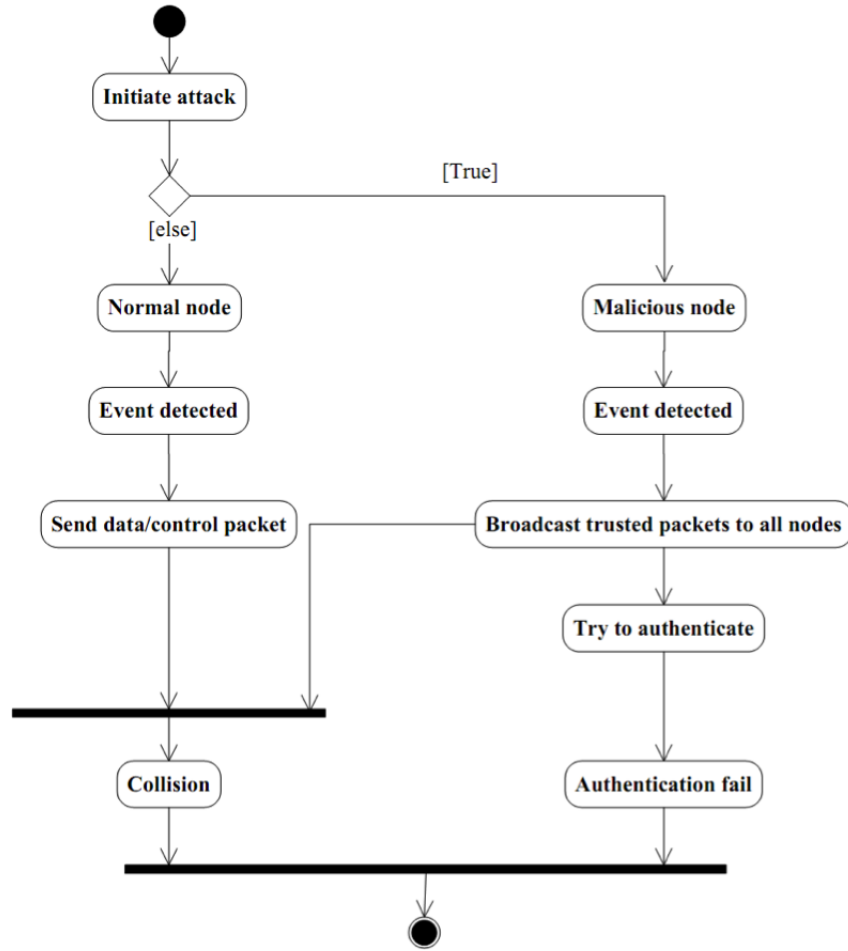 Initiate attack
[True]
[else]
Normal node
Malicious node
Event detected
Event detected
Send data/control packet
Broadcast trusted packets to all nodes
Try to authenticate
Collision
Authentication fail